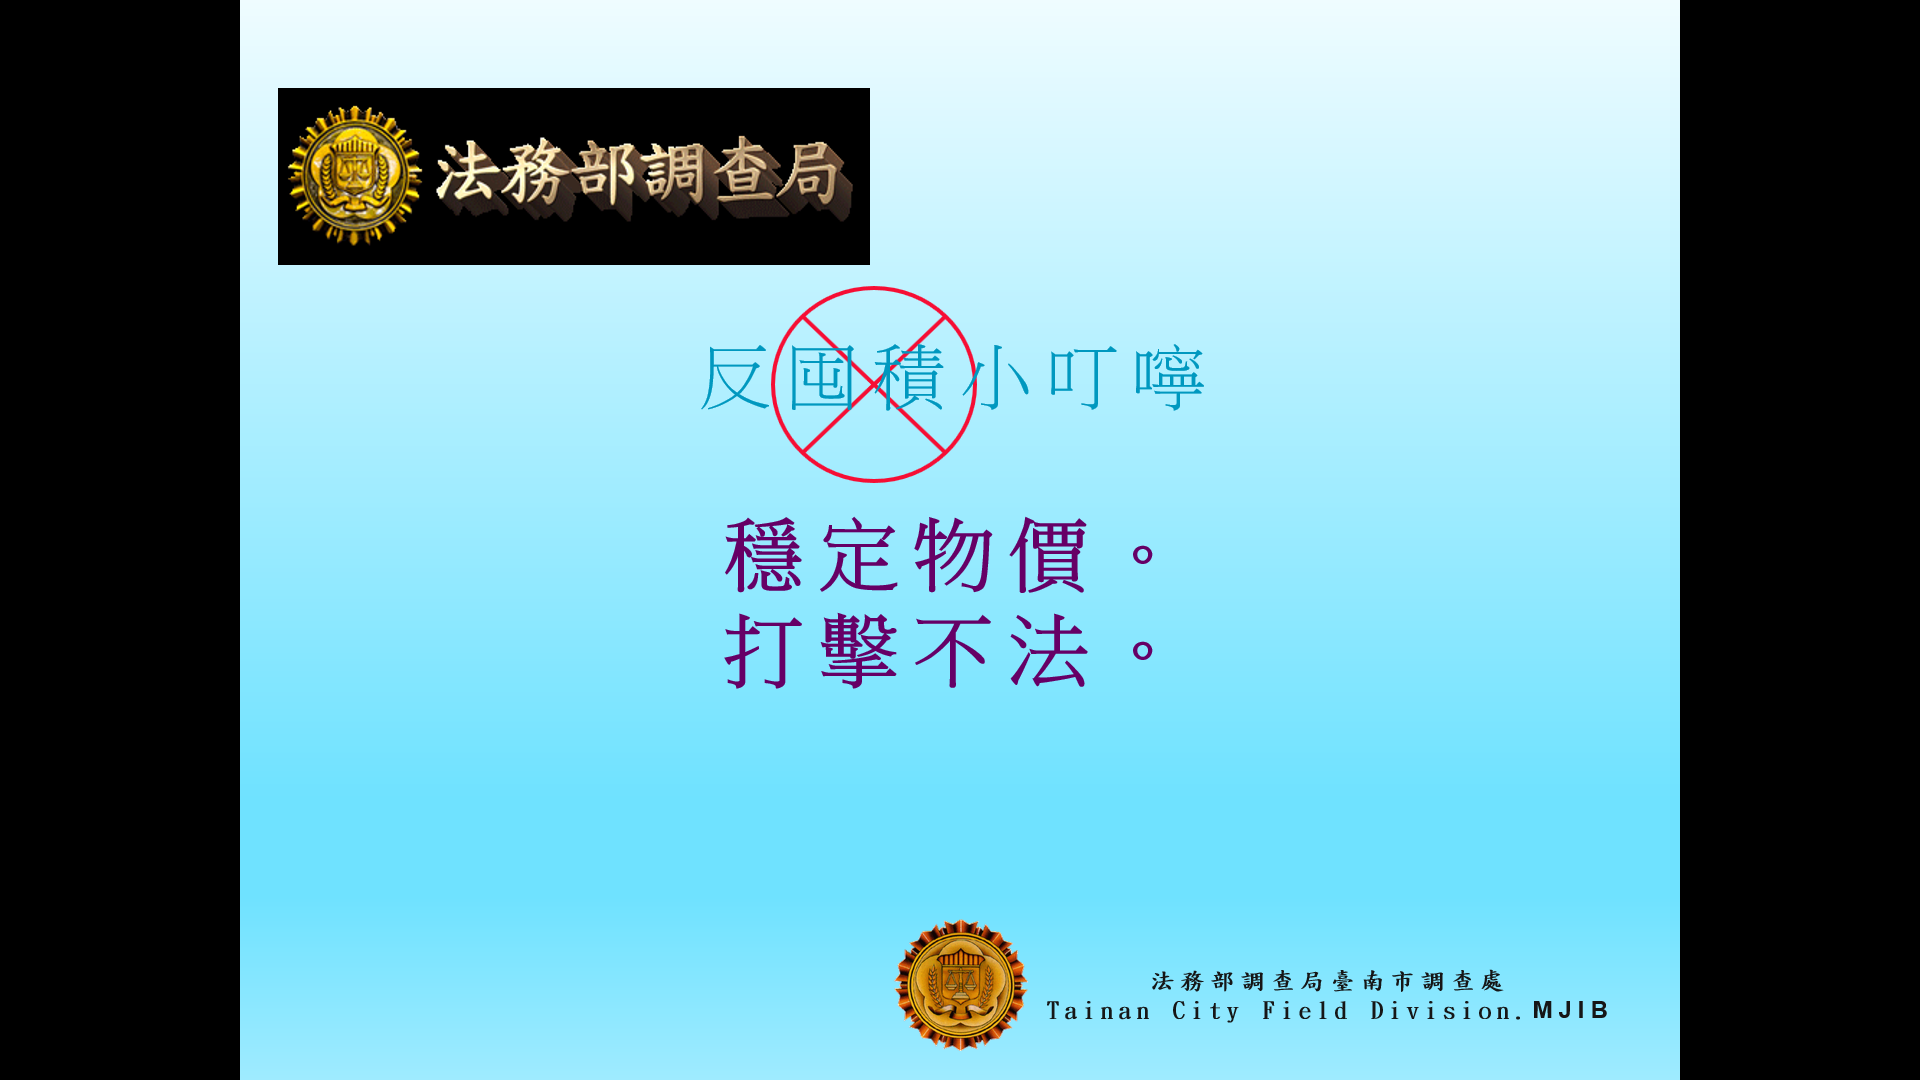 法務部調查局
反囤積小叮嚀
穩定物價。
打擊不法。
法務部調查局臺南市調查處
Tainan City Field Division. MJIB